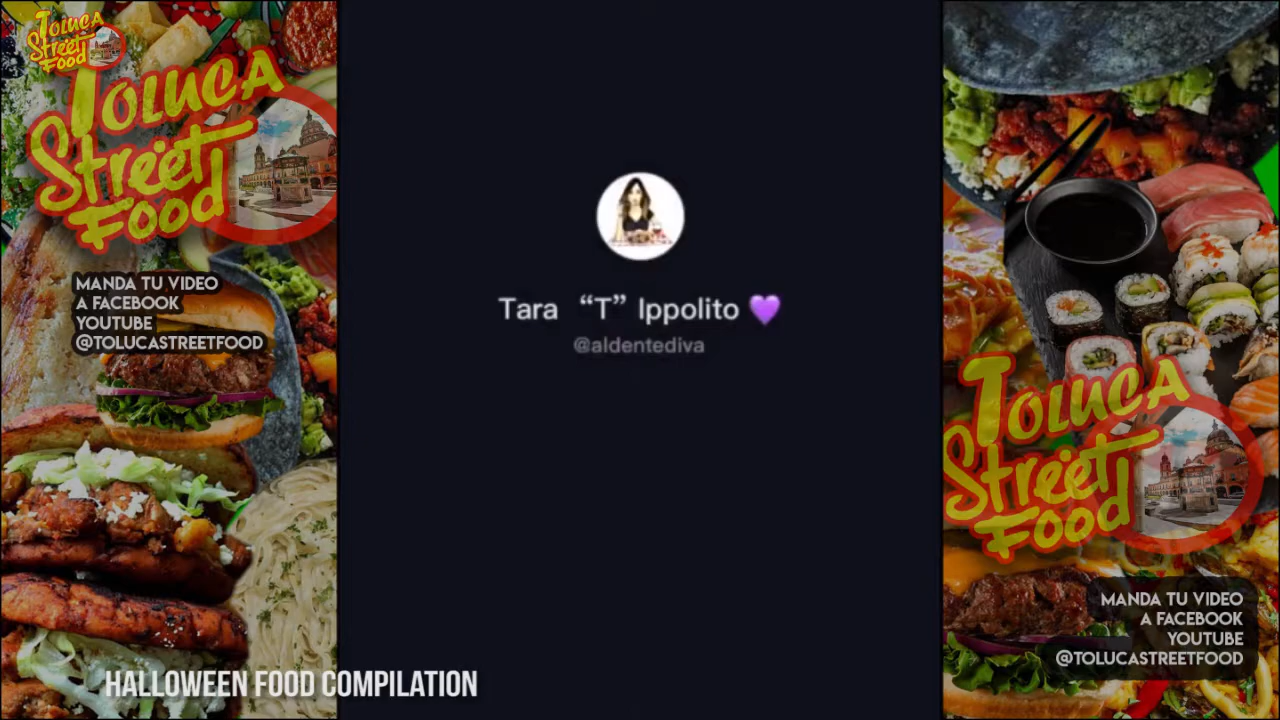 TOLUCA
Street
Food
TOLUCA
Street
Food
MANDA TU VIDEO
A FACEBOOK
YOUTUBE
@TOLUCASTREETFOOD
Tara “T” Ippolito 💜
@aldentediva
TOLUCA
Street
Food
MANDA TU VIDEO
A FACEBOOK
YOUTUBE
@TOLUCASTREETFOOD
HALLOWEEN FOOD COMPILATION